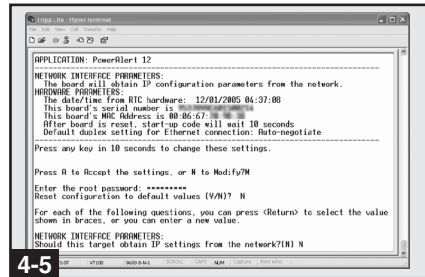 Tripp Lite - HyperTerminal
File Edit View Call Transfer Help
APPLICATION: PowerAlert 12
NETWORK INTERFACE PARAMETERS:
The board will obtain IP configuration parameters from the network.
HARDWARE PARAMETERS:
The date/time from RTC hardware: 12/01/2005 04:37:08
This board's serial number is
This board's MAC Address is 00:06:67:
After board is reset, start-up code will wait 10 seconds
Default duplex setting for Ethernet connection: Auto-negotiate
Press any key in 10 seconds to change these settings.
Press A to Accept the settings, or N to Modify?N
Enter the root password: *********
Reset configuration to default values (Y/N)? N
For each of the following questions, you can press <Return> to select the value
shown in braces, or you can enter a new value.
NETWORK INTERFACE PARAMETERS:
Should this target obtain IP settings from the network?[N] N
VT100 9600 8-N-1 SCROLL CAPS NUM Capture Print echo
4-5